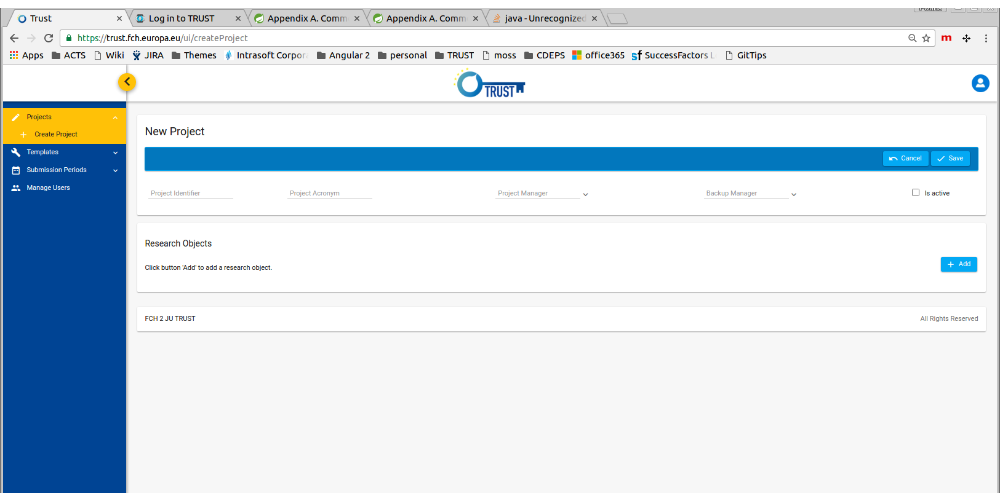 Trust
Log in to TRUST
Appendix A. Comm
Appendix A. Comm
java - Unrecognized
https://trust.fch.europa.eu/ui/createProject
m
Apps ACTS Wiki JIRA Themes Intrasoft Corpor Angular 2 personal TRUST moss CDEPS office365 SuccessFactors L GitTips
TRUST
Projects
Create Project
Templates
Submission Periods
Manage Users
New Project
Cancel Save
Project Identifier Project Acronym Project Manager Backup Manager Is active
Research Objects
Click button 'Add' to add a research object.
Add
FCH 2 JU TRUST All Rights Reserved